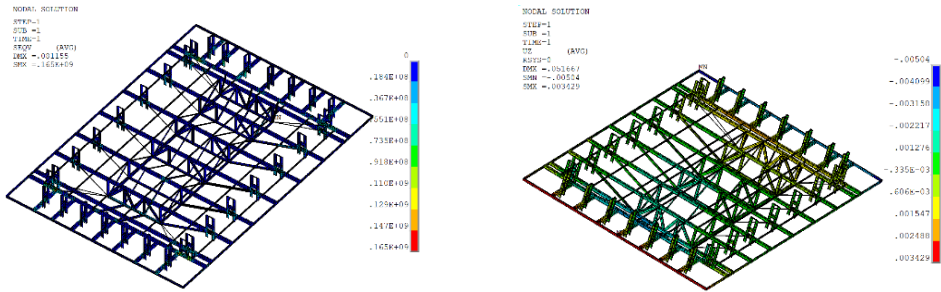 NODAL SOLUTION
STEP=1
SUB =1
TIME=1
SEQV (AVG)
DMX =.081155
SMX =.165E+09
0
.184E+08
.367E+08
.551E+08
.735E+08
.918E+08
.110E+09
.129E+09
.147E+09
.165E+09
NODAL SOLUTION
STEP=1
SUB =1
TIME=1
UZ (AVG)
RSYS=0
DMX =.051667
SMN =-.00504
SMX =.003429
MN
-.00504
-.004099
-.003158
-.002217
-.001276
-.335E-03
.606E-03
.001547
.002488
.003429